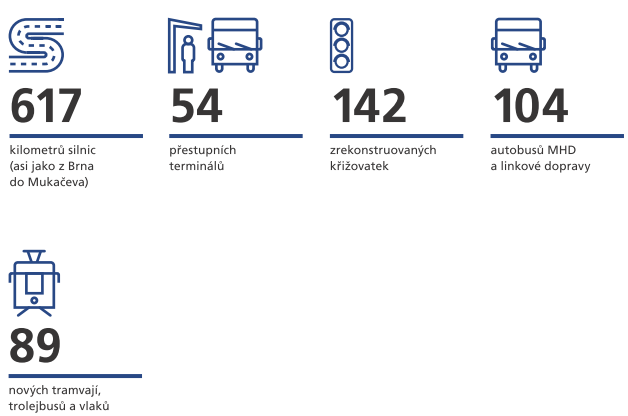 617
kilometrů silnic
(asi jako z Brna
do Mukačeva)
54
přestupních
terminálů
142
zrekonstruovaných
křižovatek
104
autobusů MHD
a linkové dopravy
89
nových tramvají,
trolejbusů a vlaků